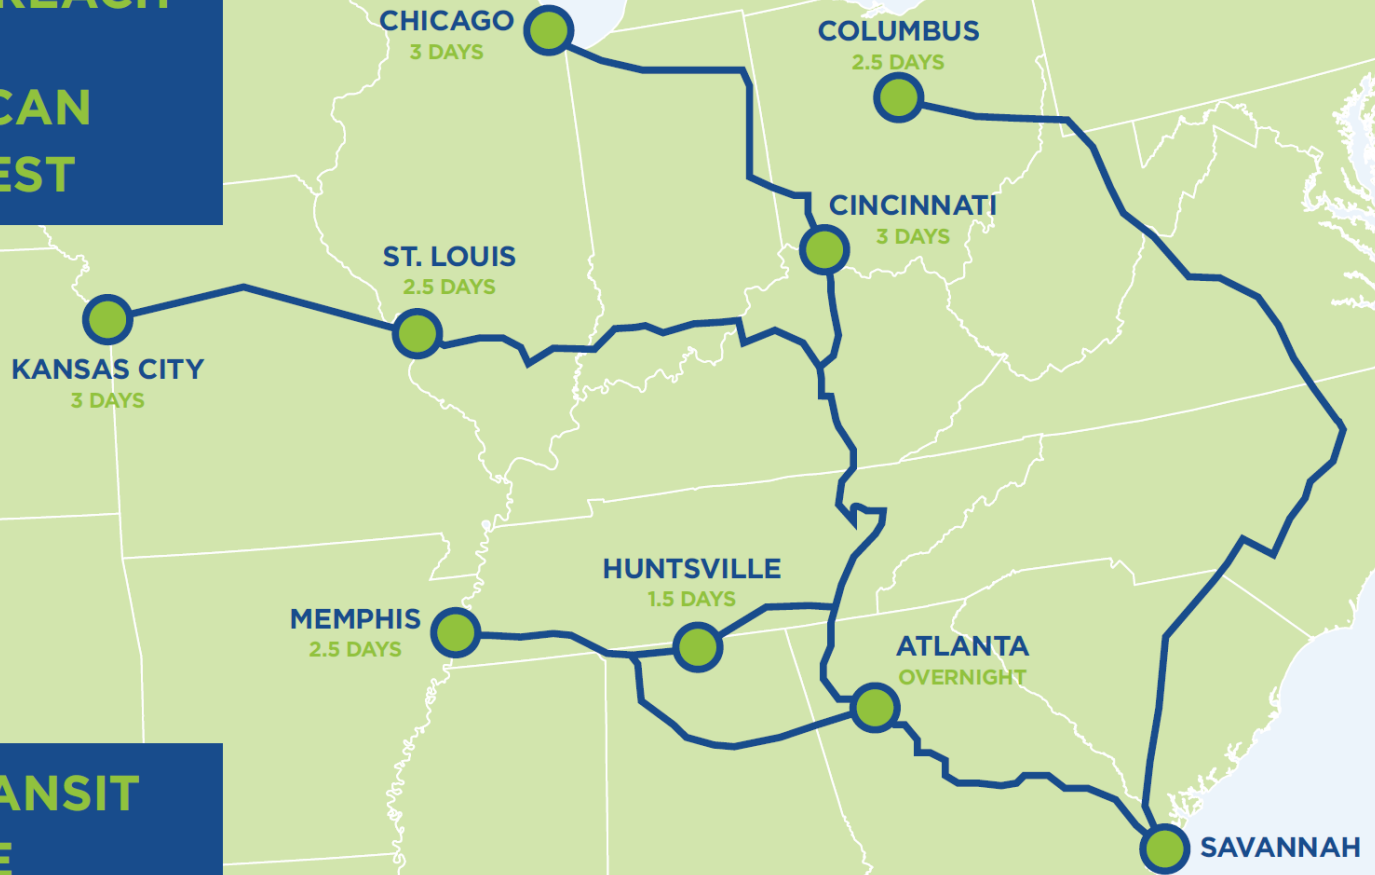 REACH
CAN
EST
CHICAGO
3 DAYS
COLUMBUS
2.5 DAYS
CINCINNATI
3 DAYS
ST. LOUIS
2.5 DAYS
KANSAS CITY
3 DAYS
HUNTSVILLE
1.5 DAYS
MEMPHIS
2.5 DAYS
ATLANTA
OVERNIGHT
ANSIT
E
SAVANNAH